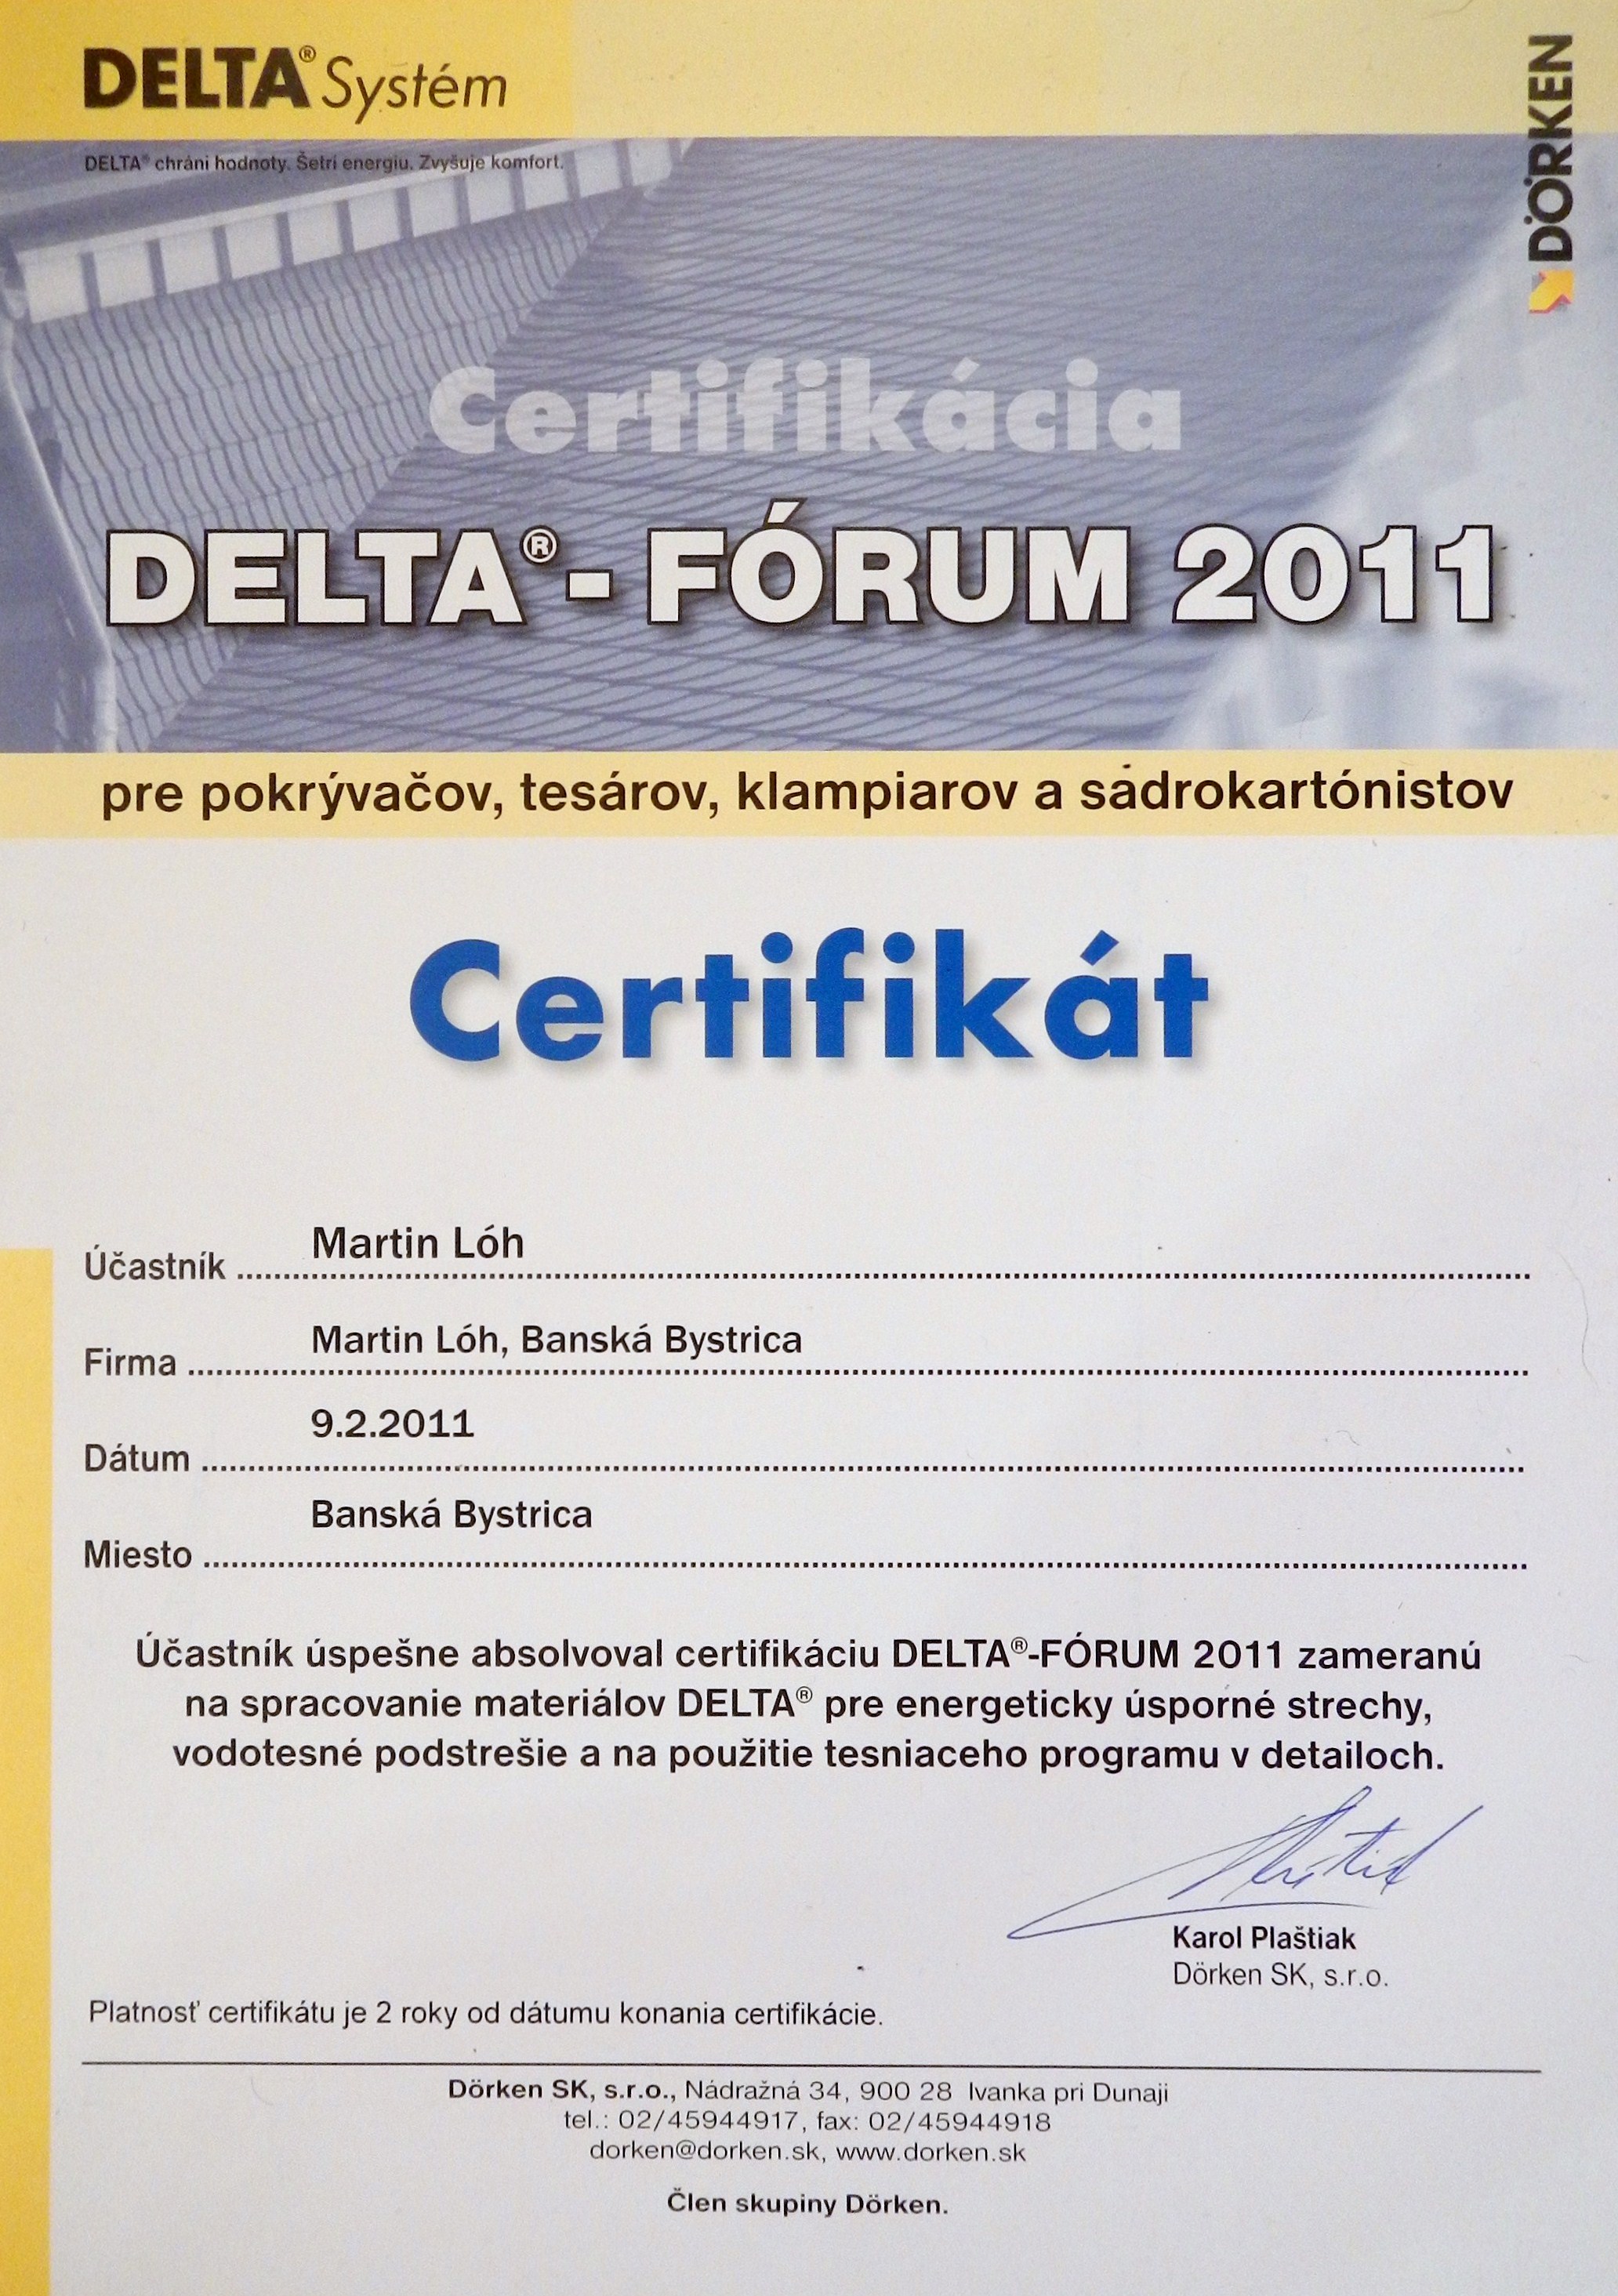 DELTA® Systém
DÖRKEN
DELTA® chráni hodnoty. Šetrí energiu. Zvyšuje komfort.
Certifikácia
DELTA®- FÓRUM 2011
pre pokrývačov, tesárov, klampiarov a sadrokartónistov
Certifikát
Martin Lóh
Účastník
Martin Lóh, Banská Bystrica
Firma
9.2.2011
Dátum
Banská Bystrica
Miesto
Účastník úspešne absolvoval certifikáciu DELTA®-FÓRUM 2011 zameranú
na spracovanie materiálov DELTA® pre energeticky úsporné strechy,
vodotesné podstrešie a na použitie tesniaceho programu v detailoch.
Karol Plaštiak
Dörken SK, s.r.o.
Platnosť certifikátu je 2 roky od dátumu konania certifikácie.
Dörken SK, s.r.o., Nádražná 34, 900 28 Ivanka pri Dunaji
tel.: 02/45944917, fax: 02/45944918
dorken@dorken.sk, www.dorken.sk
Člen skupiny Dörken.